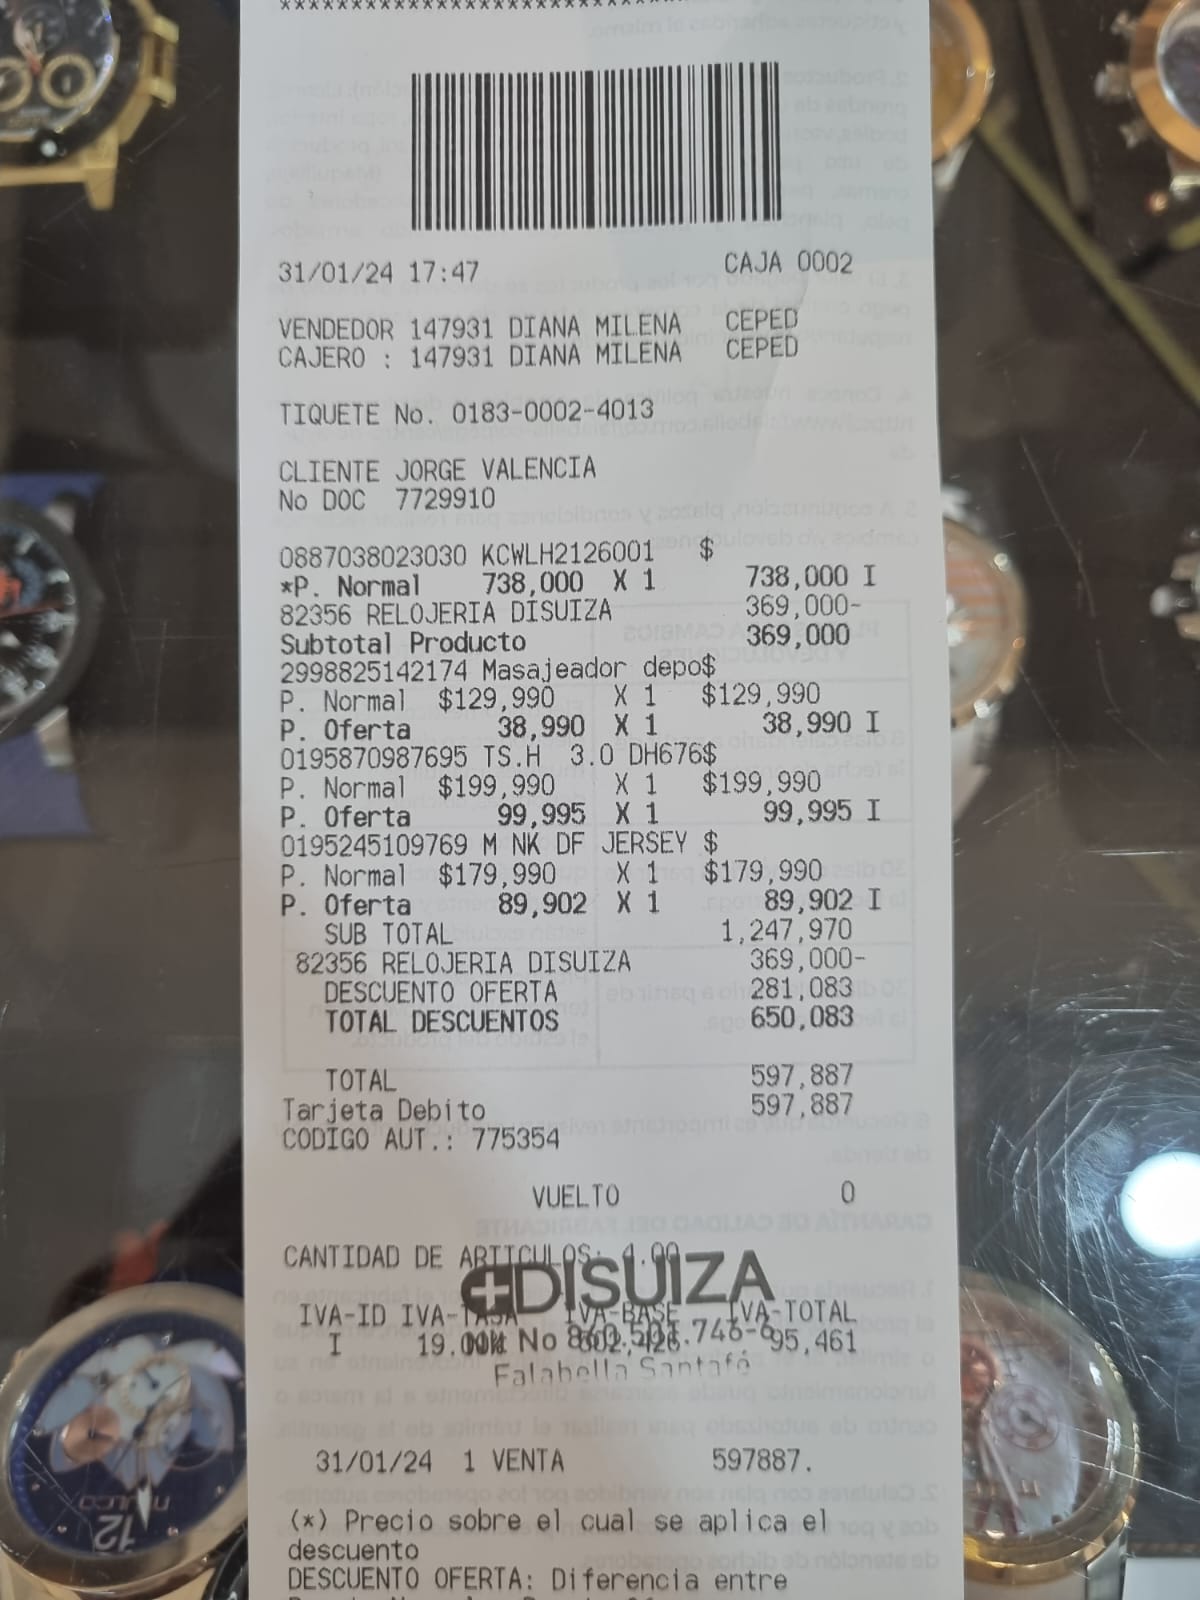 31/01/24 17:47 CAJA 0002
VENDEDOR 147931 DIANA MILENA CEPED
CAJERO : 147931 DIANA MILENA CEPED
TIQUETE No. 0183-0002-4013
CLIENTE JORGE VALENCIA
No DOC 7729910
0887038023030 KCWLH2126001 $
*P. Normal 738,000 X 1 738,000 I
82356 RELOJERIA DISUIZA 369,000-
Subtotal Producto 369,000
2998825142174 Masajeador depo$
P. Normal $129,990 X 1 $129,990
P. Oferta 38,990 X 1 38,990 I
0195870987695 TS.H 3.0 DH676$
P. Normal $199,990 X 1 $199,990
P. Oferta 99,995 X 1 99,995 I
0195245109769 M NK DF JERSEY $
P. Normal $179,990 X 1 $179,990
P. Oferta 89,902 X 1 89,902 I
SUB TOTAL 1,247,970
82356 RELOJERIA DISUIZA 369,000-
DESCUENTO OFERTA 281,083
TOTAL DESCUENTOS 650,083
TOTAL 597,887
Tarjeta Debito 597,887
CODIGO AUT.: 775354
VUELTO 0
CANTIDAD DE ARTICULOS: 4.00
DISUIZA
IVA-ID IVA-TASA IVA-BASE IVA-TOTAL
I 19.00% 95,461
Falabella Santafé
31/01/24 1 VENTA 597887.
(*) Precio sobre el cual se aplica el
descuento
DESCUENTO OFERTA: Diferencia entre